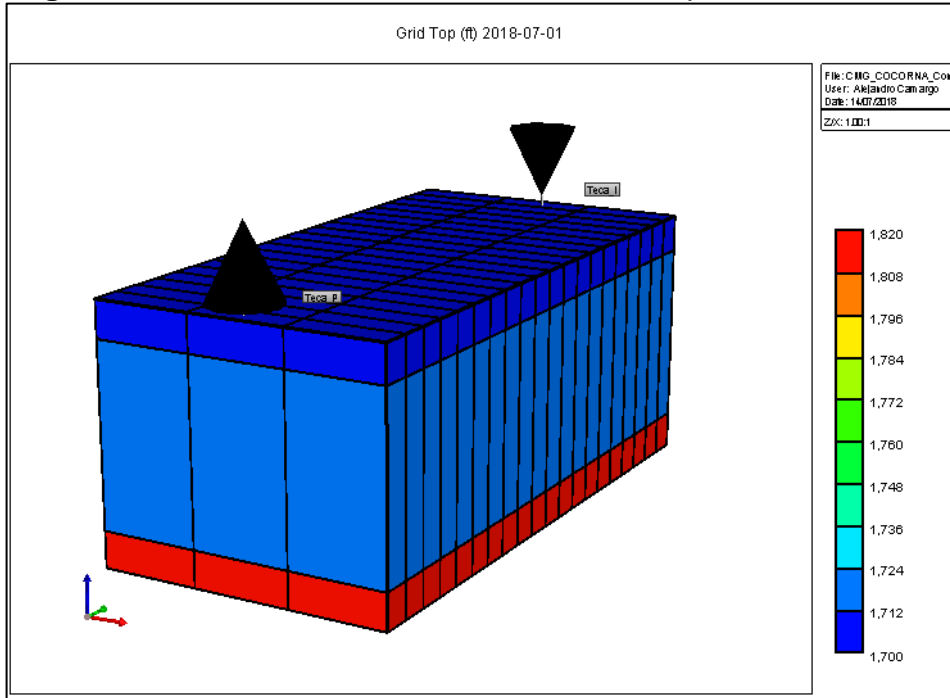 Grid Top (ft) 2018-07-01
File: CMG_COCORNA_Con
User: Alejandro Camargo
Date: 14/07/2018
Z/X: 1.00:1
Teca_I
Teca_P
1,820
1,808
1,796
1,784
1,772
1,760
1,748
1,736
1,724
1,712
1,700